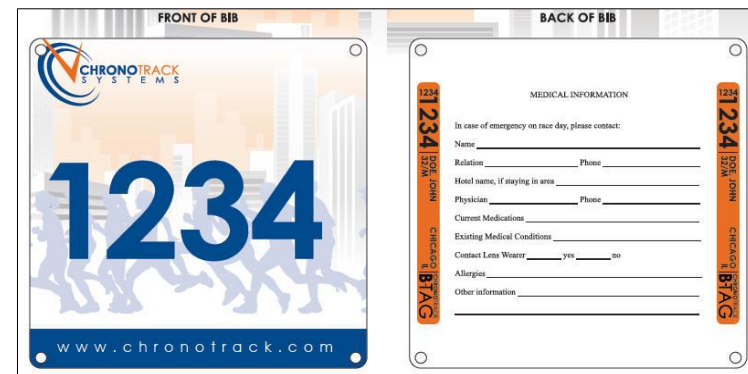 FRONT OF BIB
CHRONOTRACK
SYSTEMS
1234
www.chronotrack.com
BACK OF BIB
1234
1234
DOE, JOHN
32/M
CHICAGO
IL
CHRONOTRACK
B-TAG
MEDICAL INFORMATION
In case of emergency on race day, please contact:
Name
Relation Phone
Hotel name, if staying in area
Physician Phone
Current Medications
Existing Medical Conditions
Contact Lens Wearer yes no
Allergies
Other information
1234
1234
DOE, JOHN
32/M
CHICAGO
IL
CHRONOTRACK
B-TAG